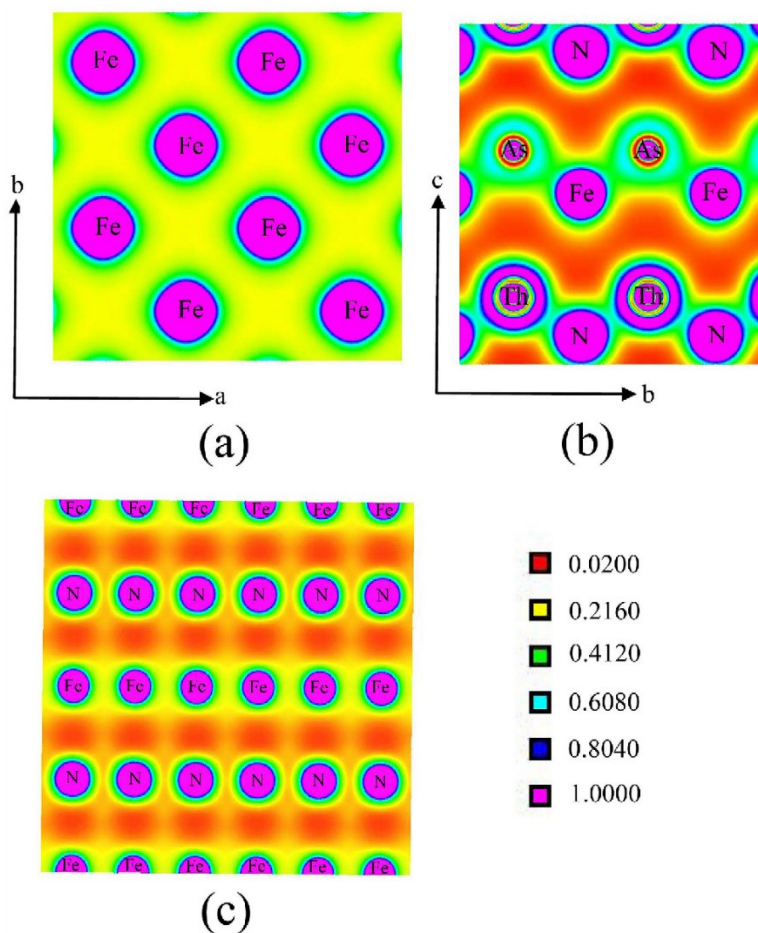 Fe Fe
Fe Fe
Fe Fe
Fe Fe
b
a
(a)
N N
As As
Fe Fe
Th Th
N N
c
b
(b)
Fe Fe Fe Fe Fe Fe
N N N N N N
Fe Fe Fe Fe Fe Fe
N N N N N N
Fe Fe Fe Fe Fe Fe
(c)
0.0200
0.2160
0.4120
0.6080
0.8040
1.0000